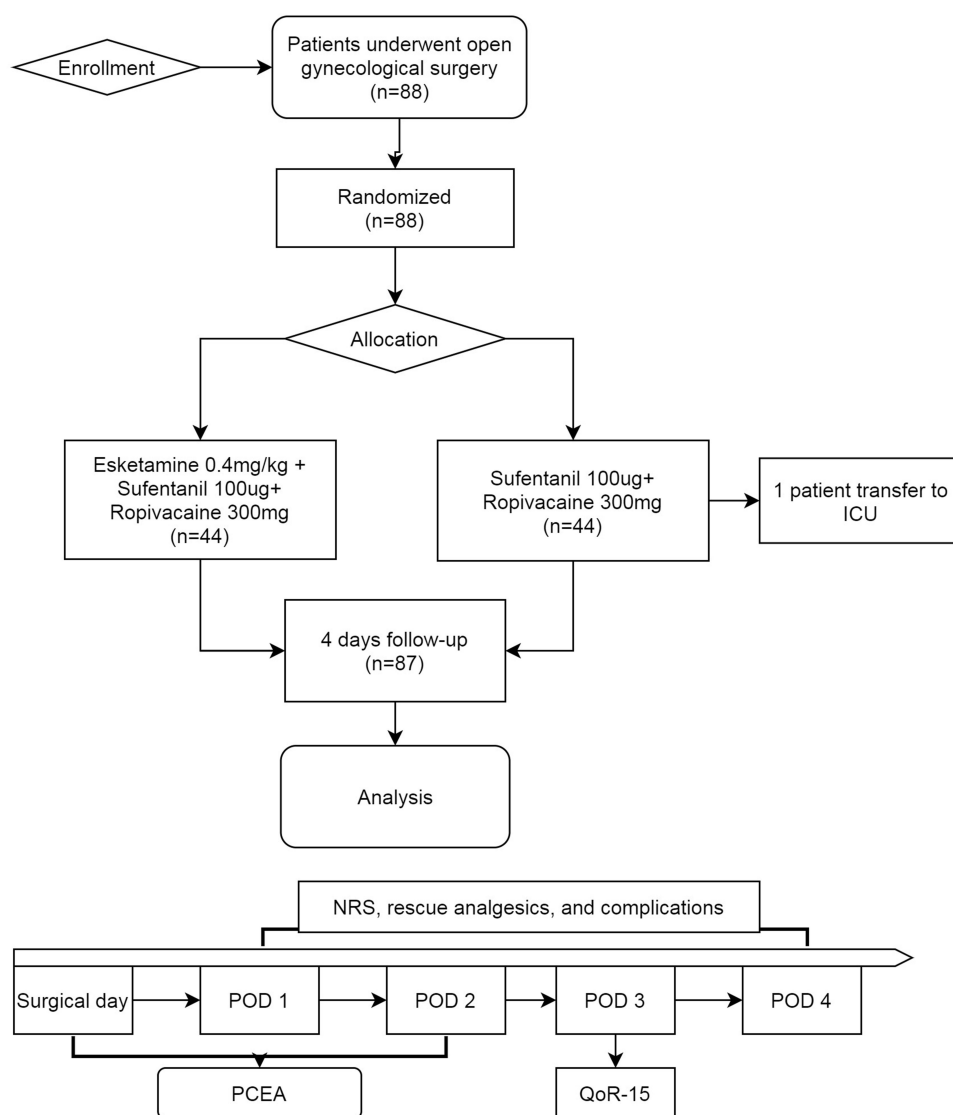 Enrollment
Patients underwent open
gynecological surgery
(n=88)
Randomized
(n=88)
Allocation
Esketamine 0.4mg/kg +
Sufentanil 100ug+
Ropivacaine 300mg
(n=44)
Sufentanil 100ug+
Ropivacaine 300mg
(n=44)
1 patient transfer to
ICU
4 days follow-up
(n=87)
Analysis
NRS, rescue analgesics, and complications
Surgical day
POD 1
POD 2
POD 3
POD 4
PCEA
QoR-15